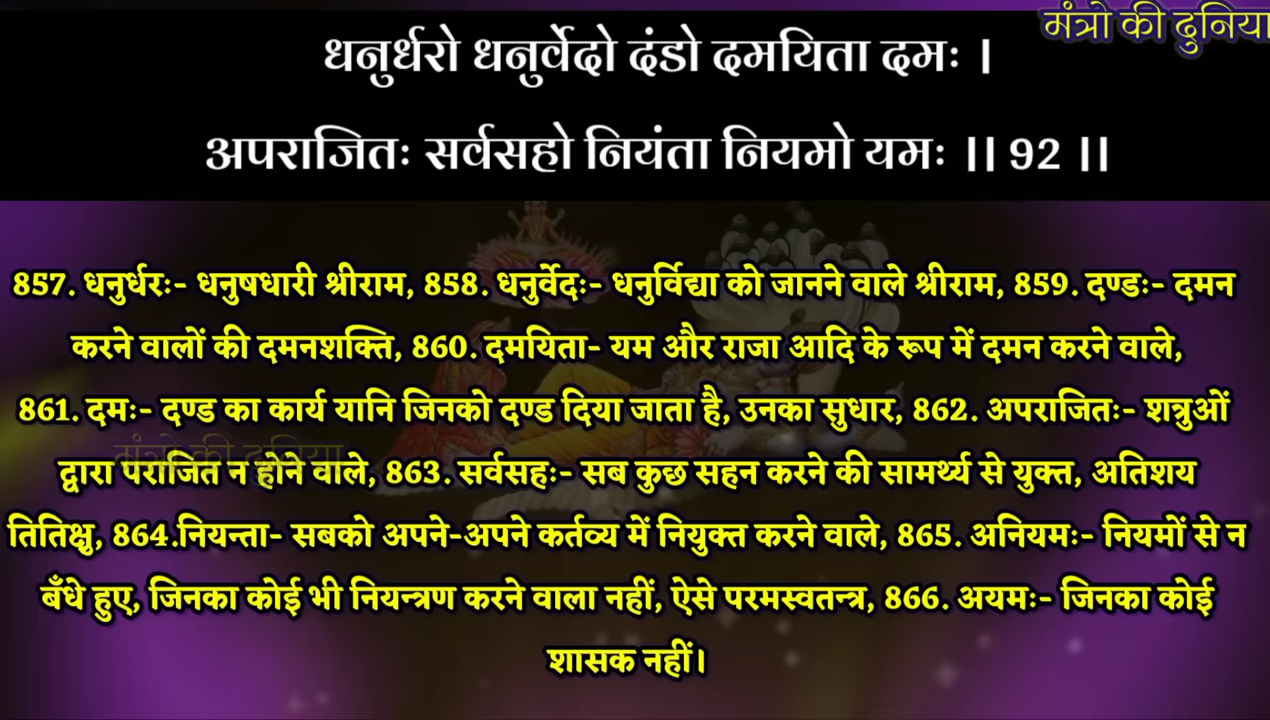 मंत्रो की दुनिया
धनुर्धरो धनुर्वेदो दंडो दमयिता दमः |
अपराजितः सर्वसहो नियंता नियमो यमः || 92 ||
857. धनुर्धरः- धनुषधारी श्रीराम, 858. धनुर्वेदः- धनुर्विद्या को जानने वाले श्रीराम, 859. दण्डः- दमन
करने वालों की दमनशक्ति, 860. दमयिता- यम और राजा आदि के रूप में दमन करने वाले,
861. दमः- दण्ड का कार्य यानि जिनको दण्ड दिया जाता है, उनका सुधार, 862. अपराजितः- शत्रुओं
मंत्रो की दुनिया
द्वारा पराजित न होने वाले, 863. सर्वसहः- सब कुछ सहन करने की सामर्थ्य से युक्त, अतिशय
तितिक्षु, 864.नियन्ता- सबको अपने-अपने कर्तव्य में नियुक्त करने वाले, 865. अनियमः- नियमों से न
बँधे हुए, जिनका कोई भी नियन्त्रण करने वाला नहीं, ऐसे परमस्वतन्त्र, 866. अयमः- जिनका कोई
शासक नहीं।